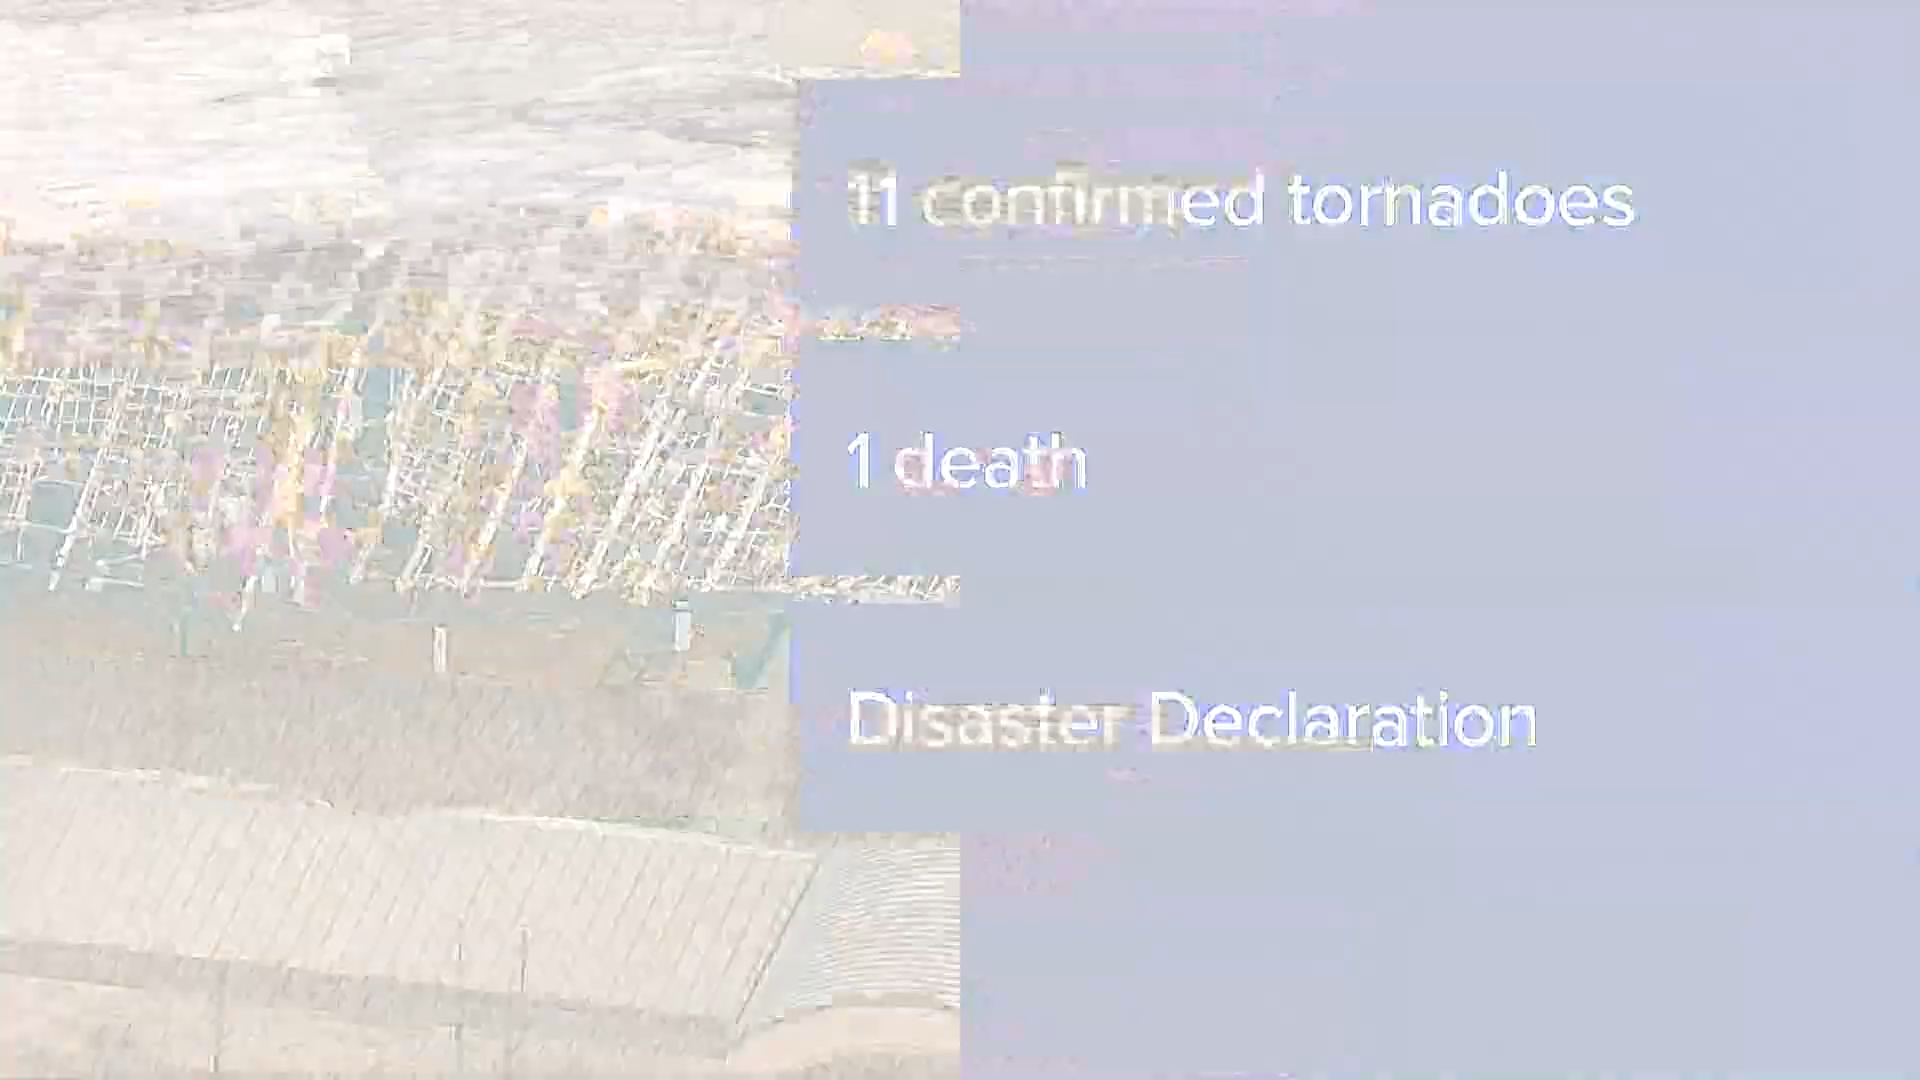 11 confirmed tornadoes
1 death
Disaster Declaration